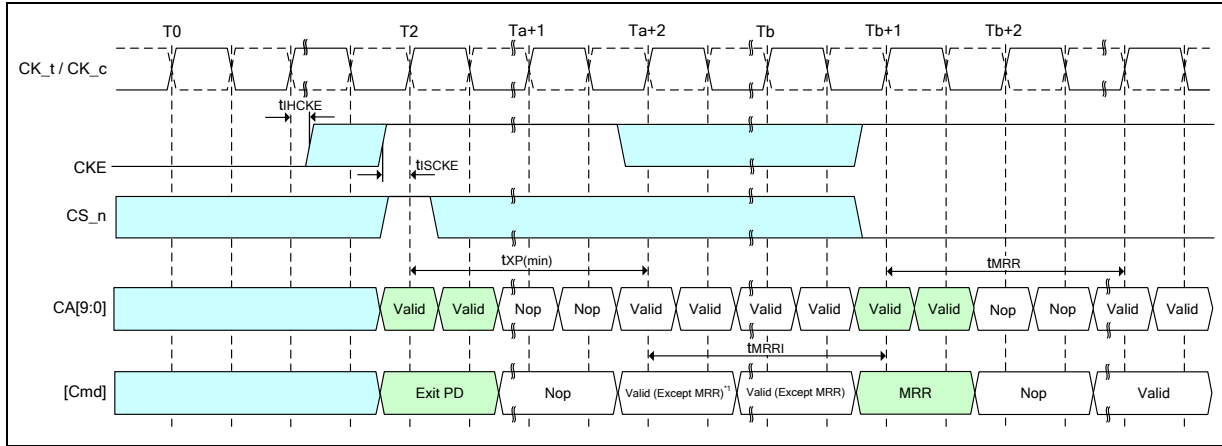 T0 T2 Ta+1 Ta+2 Tb Tb+1 Tb+2
CK_t / CK_c
tIHCKE
CKE
tISCKE
CS_n
tXP(min) tMRR
CA[9:0] Valid Valid Nop Nop Valid Valid Valid Valid Valid Valid Nop Nop Valid Valid
tMRRI
[Cmd] Exit PD Nop Valid (Except MRR)*1 Valid (Except MRR) MRR Nop Valid